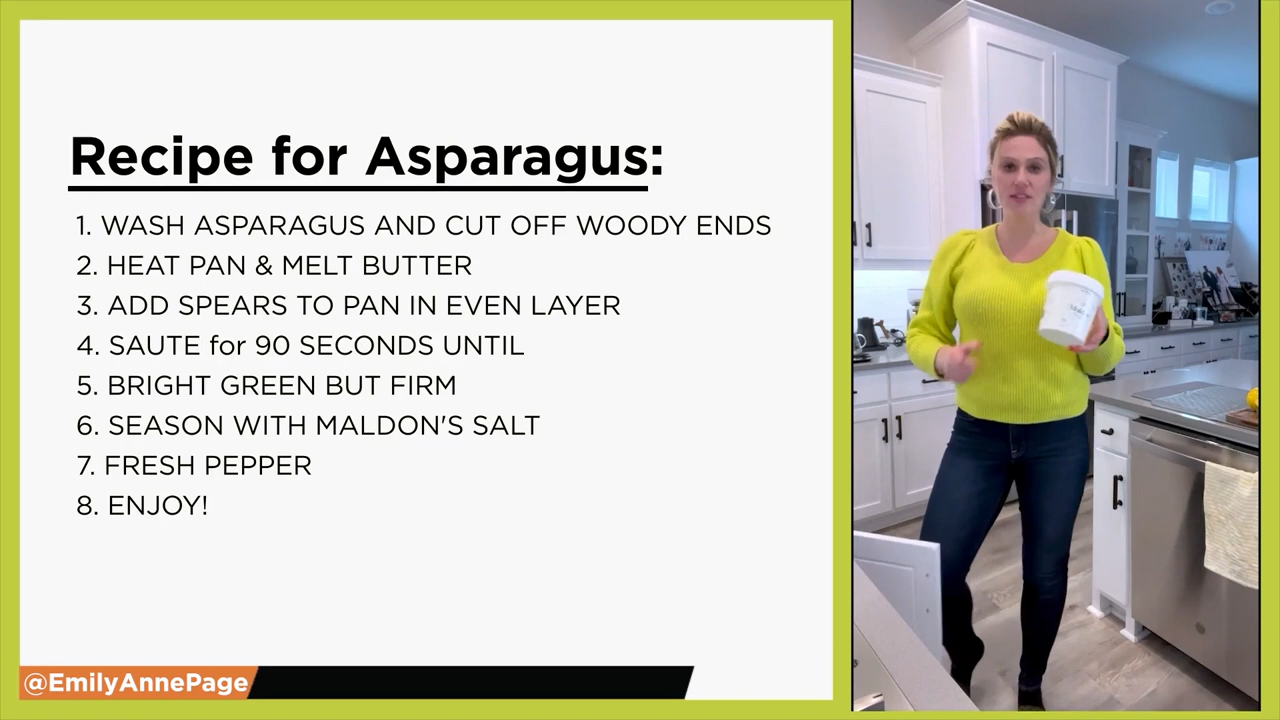 Recipe for Asparagus:
1. WASH ASPARAGUS AND CUT OFF WOODY ENDS
2. HEAT PAN & MELT BUTTER
3. ADD SPEARS TO PAN IN EVEN LAYER
4. SAUTE for 90 SECONDS UNTIL
5. BRIGHT GREEN BUT FIRM
6. SEASON WITH MALDON'S SALT
7. FRESH PEPPER
8. ENJOY!
@EmilyAnnePage